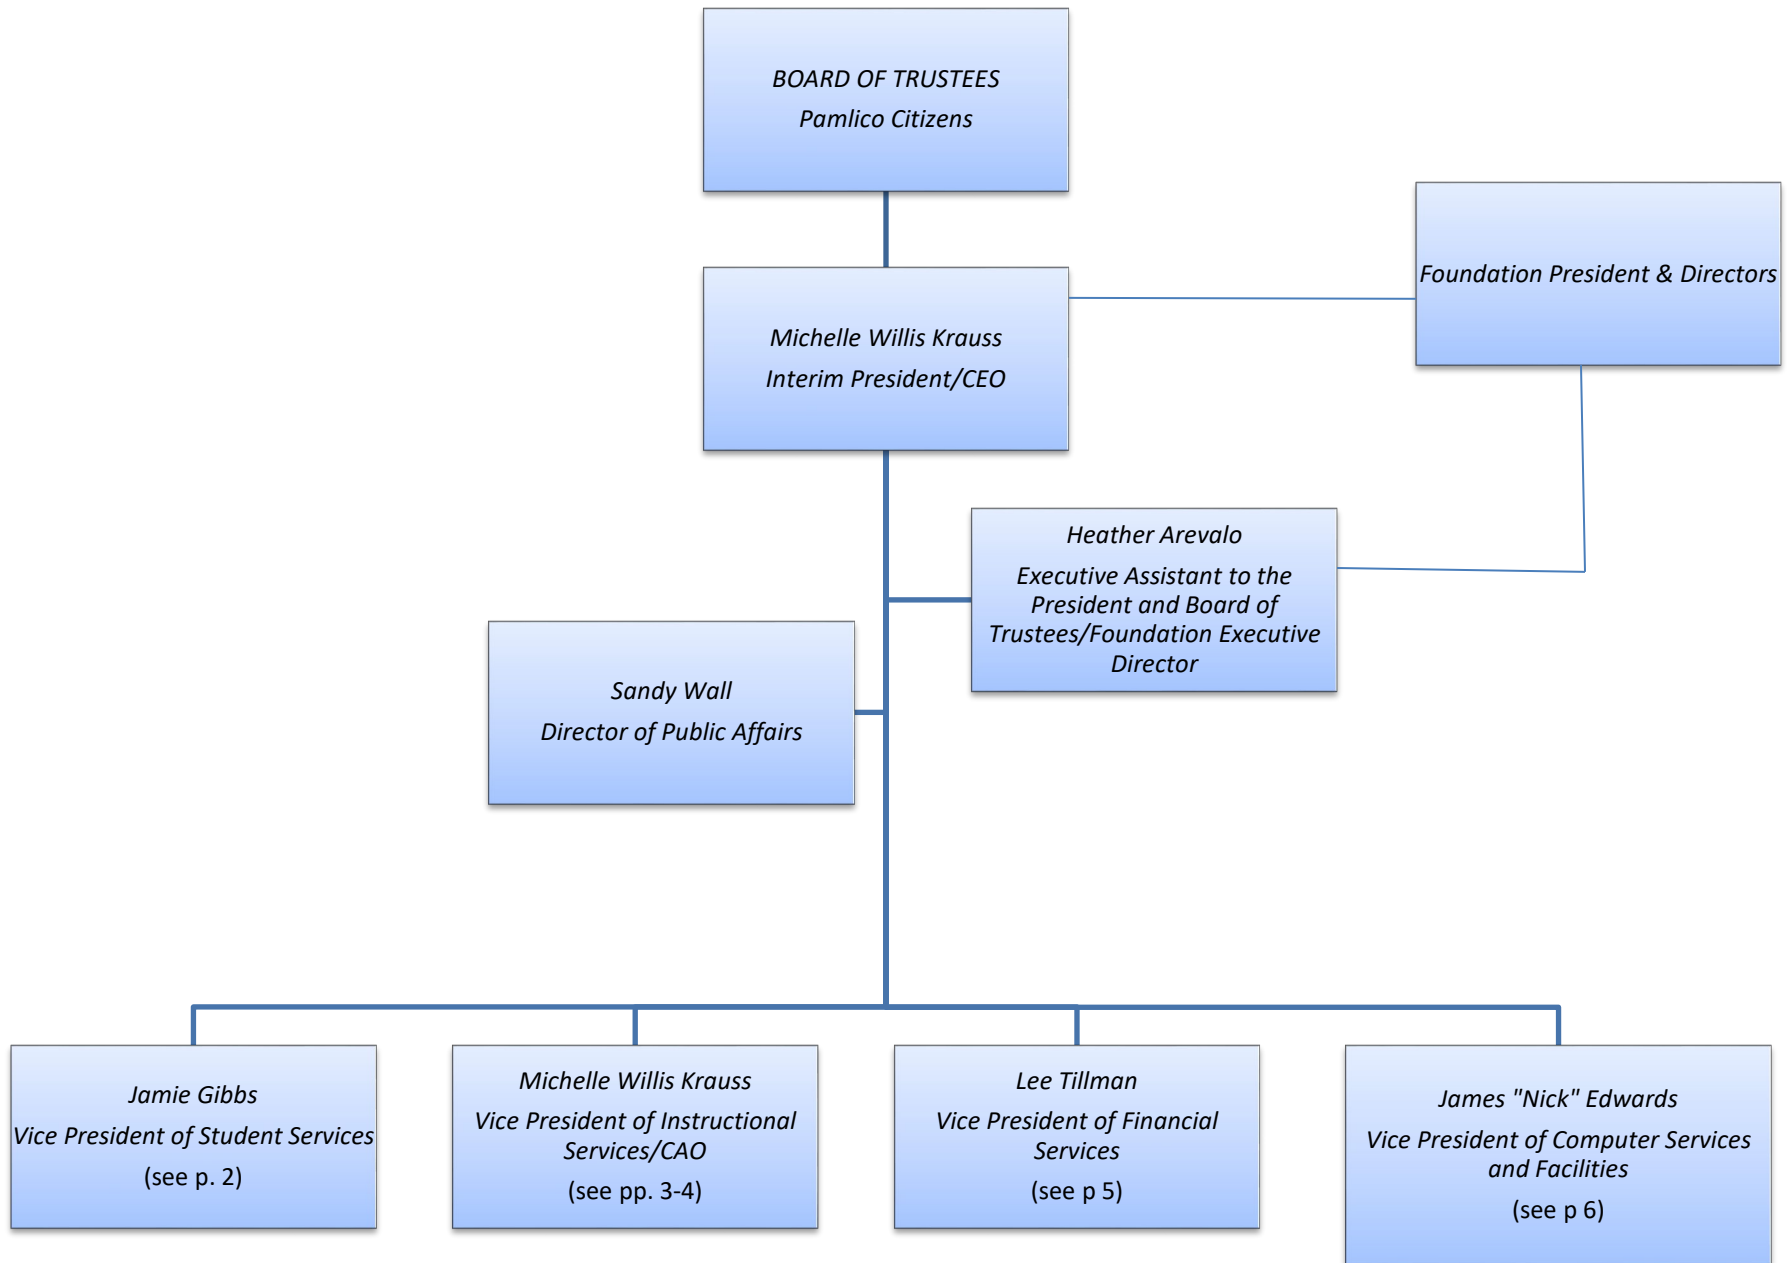 BOARD OF TRUSTEES
Pamlico Citizens
Foundation President & Directors
Michelle Willis Krauss
Interim President/CEO
Heather Arevalo
Executive Assistant to the
President and Board of
Trustees/Foundation Executive
Director
Sandy Wall
Director of Public Affairs
Jamie Gibbs
Vice President of Student Services
(see p. 2)
Michelle Willis Krauss
Vice President of Instructional
Services/CAO
(see pp. 3-4)
Lee Tillman
Vice President of Financial
Services
(see p 5)
James "Nick" Edwards
Vice President of Computer Services
and Facilities
(see p 6)